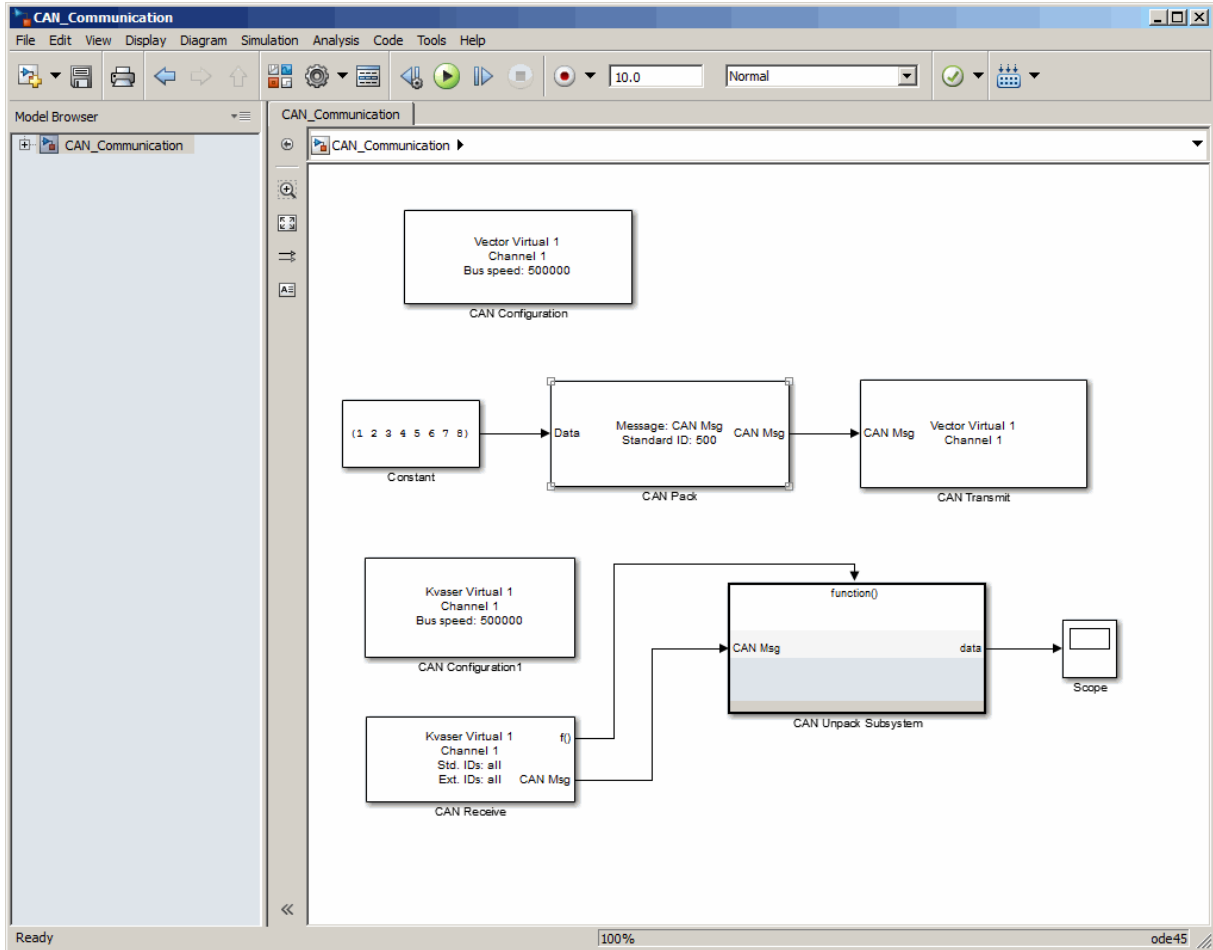 CAN_Communication
File Edit View Display Diagram Simulation Analysis Code Tools Help
10.0 Normal
Model Browser
CAN_Communication
CAN_Communication
CAN_Communication
Vector Virtual 1
Channel 1
Bus speed: 500000
CAN Configuration
(1 2 3 4 5 6 7 8)
Constant
Data
Message: CAN Msg
Standard ID: 500
CAN Msg
CAN Pack
CAN Msg
Vector Virtual 1
Channel 1
CAN Transmit
Kvaser Virtual 1
Channel 1
Bus speed: 500000
CAN Configuration1
function()
CAN Msg
data
CAN Unpack Subsystem
Scope
Kvaser Virtual 1
Channel 1
Std. IDs: all
Ext. IDs: all
f()
CAN Msg
CAN Receive
Ready 100% ode45